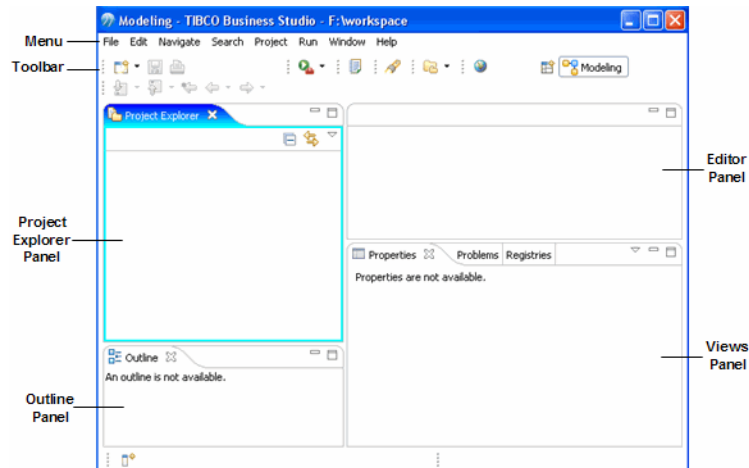 Modeling - TIBCO Business Studio - F:\workspace
Menu
File Edit Navigate Search Project Run Window Help
Toolbar
Modeling
Project Explorer
Editor
Panel
Project
Explorer
Panel
Properties Problems Registries
Properties are not available.
Outline
An outline is not available.
Views
Panel
Outline
Panel